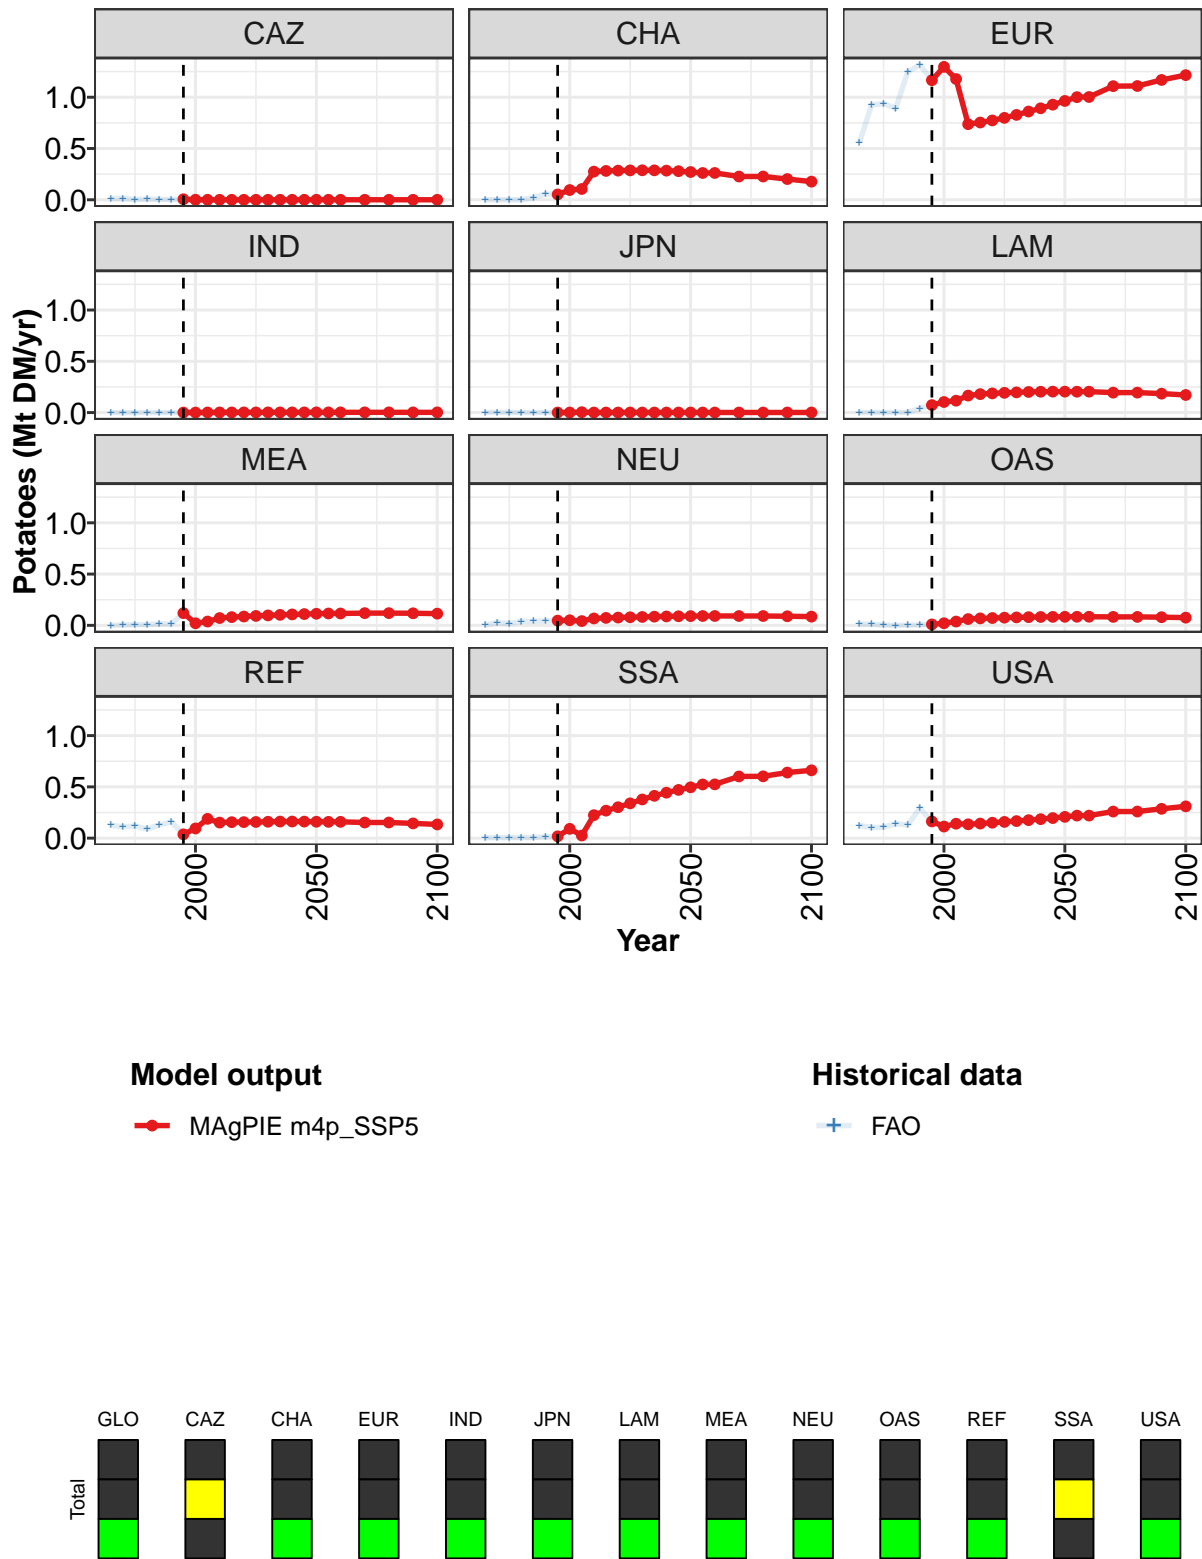 CAZ CHA EUR
1.0
0.5
0.0
IND JPN LAM
1.0
0.5
0.0
MEA NEU OAS
1.0
0.5
0.0
REF SSA USA
1.0
0.5
0.0
Potatoes (Mt DM/yr)
2000 2050 2100 2000 2050 2100 2000 2050 2100
Year
Model output Historical data
MAgPIE m4p_SSP5 FAO
GLO CAZ CHA EUR IND JPN LAM MEA NEU OAS REF SSA USA
Total